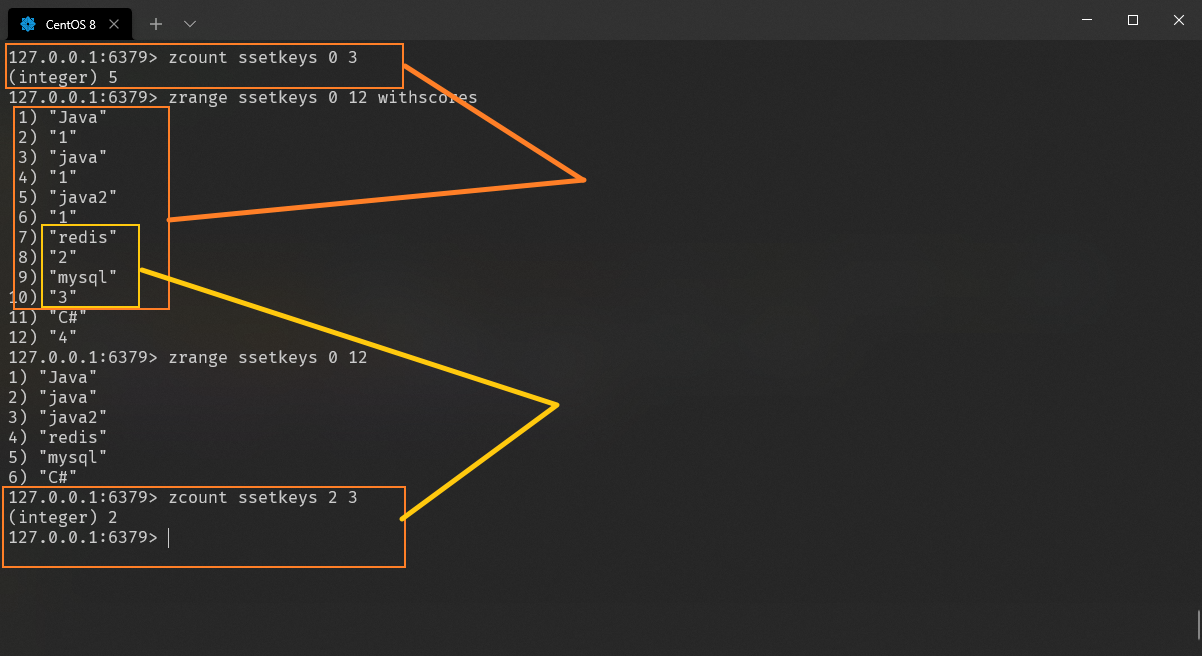 CentOS 8
127.0.0.1:6379> zcount ssetkeys 0 3
(integer) 5
127.0.0.1:6379> zrange ssetkeys 0 12 withscores
1) "Java"
2) "1"
3) "java"
4) "1"
5) "java2"
6) "1"
7) "redis"
8) "2"
9) "mysql"
10) "3"
11) "C#"
12) "4"
127.0.0.1:6379> zrange ssetkeys 0 12
1) "Java"
2) "java"
3) "java2"
4) "redis"
5) "mysql"
6) "C#"
127.0.0.1:6379> zcount ssetkeys 2 3
(integer) 2
127.0.0.1:6379>